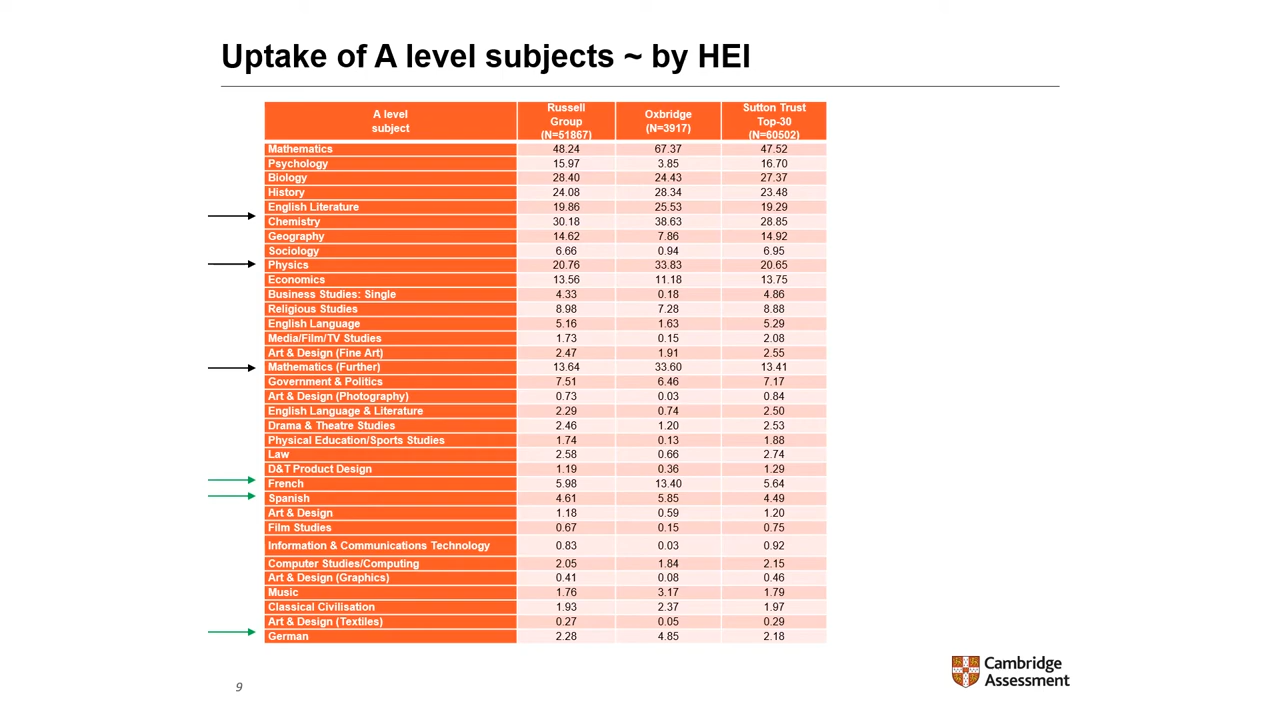 Uptake of A level subjects ~ by HEI
A level
subject
Russell
Group
(N=51867)
Oxbridge
(N=3917)
Sutton Trust
Top-30
(N=60502)
Mathematics 48.24 67.37 47.52
Psychology 15.97 3.85 16.70
Biology 28.40 24.43 27.37
History 24.08 28.34 23.48
English Literature 19.86 25.53 19.29
Chemistry 30.18 38.63 28.85
Geography 14.62 7.86 14.92
Sociology 6.66 0.94 6.95
Physics 20.76 33.83 20.65
Economics 13.56 11.18 13.75
Business Studies: Single 4.33 0.18 4.86
Religious Studies 8.98 7.28 8.88
English Language 5.16 1.63 5.29
Media/Film/TV Studies 1.73 0.15 2.08
Art & Design (Fine Art) 2.47 1.91 2.55
Mathematics (Further) 13.64 33.60 13.41
Government & Politics 7.51 6.46 7.17
Art & Design (Photography) 0.73 0.03 0.84
English Language & Literature 2.29 0.74 2.50
Drama & Theatre Studies 2.46 1.20 2.53
Physical Education/Sports Studies 1.74 0.13 1.88
Law 2.58 0.66 2.74
D&T Product Design 1.19 0.36 1.29
French 5.98 13.40 5.64
Spanish 4.61 5.85 4.49
Art & Design 1.18 0.59 1.20
Film Studies 0.67 0.15 0.75
Information & Communications Technology 0.83 0.03 0.92
Computer Studies/Computing 2.05 1.84 2.15
Art & Design (Graphics) 0.41 0.08 0.46
Music 1.76 3.17 1.79
Classical Civilisation 1.93 2.37 1.97
Art & Design (Textiles) 0.27 0.05 0.29
German 2.28 4.85 2.18
9
Cambridge
Assessment